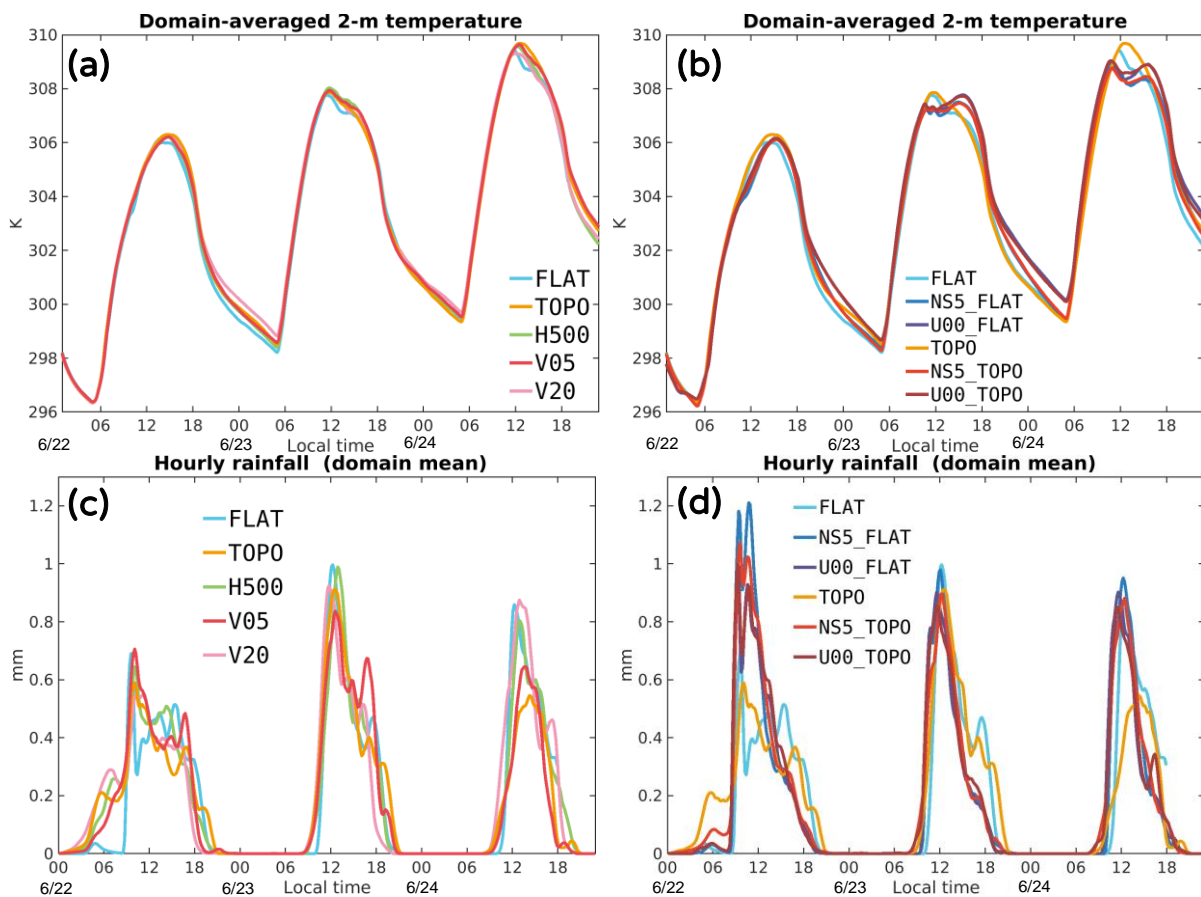 Domain-averaged 2-m temperature
(a)
310
308
306
304
302
300
298
296
K
FLAT
TOPO
H500
V05
V20
06 12 18 00 06 12 18 00 06 12 18
6/22 6/23 6/24
Local time
Domain-averaged 2-m temperature
(b)
310
308
306
304
302
300
298
296
K
FLAT
NS5_FLAT
U00_FLAT
TOPO
NS5_TOPO
U00_TOPO
06 12 18 00 06 12 18 00 06 12 18
6/22 6/23 6/24
Local time
Hourly rainfall (domain mean)
(c)
1.2
1
0.8
0.6
0.4
0.2
0
mm
FLAT
TOPO
H500
V05
V20
00 06 12 18 00 06 12 18 00 06 12 18
6/22 6/23 6/24
Local time
Hourly rainfall (domain mean)
(d)
1.2
1
0.8
0.6
0.4
0.2
0
mm
FLAT
NS5_FLAT
U00_FLAT
TOPO
NS5_TOPO
U00_TOPO
00 06 12 18 00 06 12 18 00 06 12 18
6/22 6/23 6/24
Local time